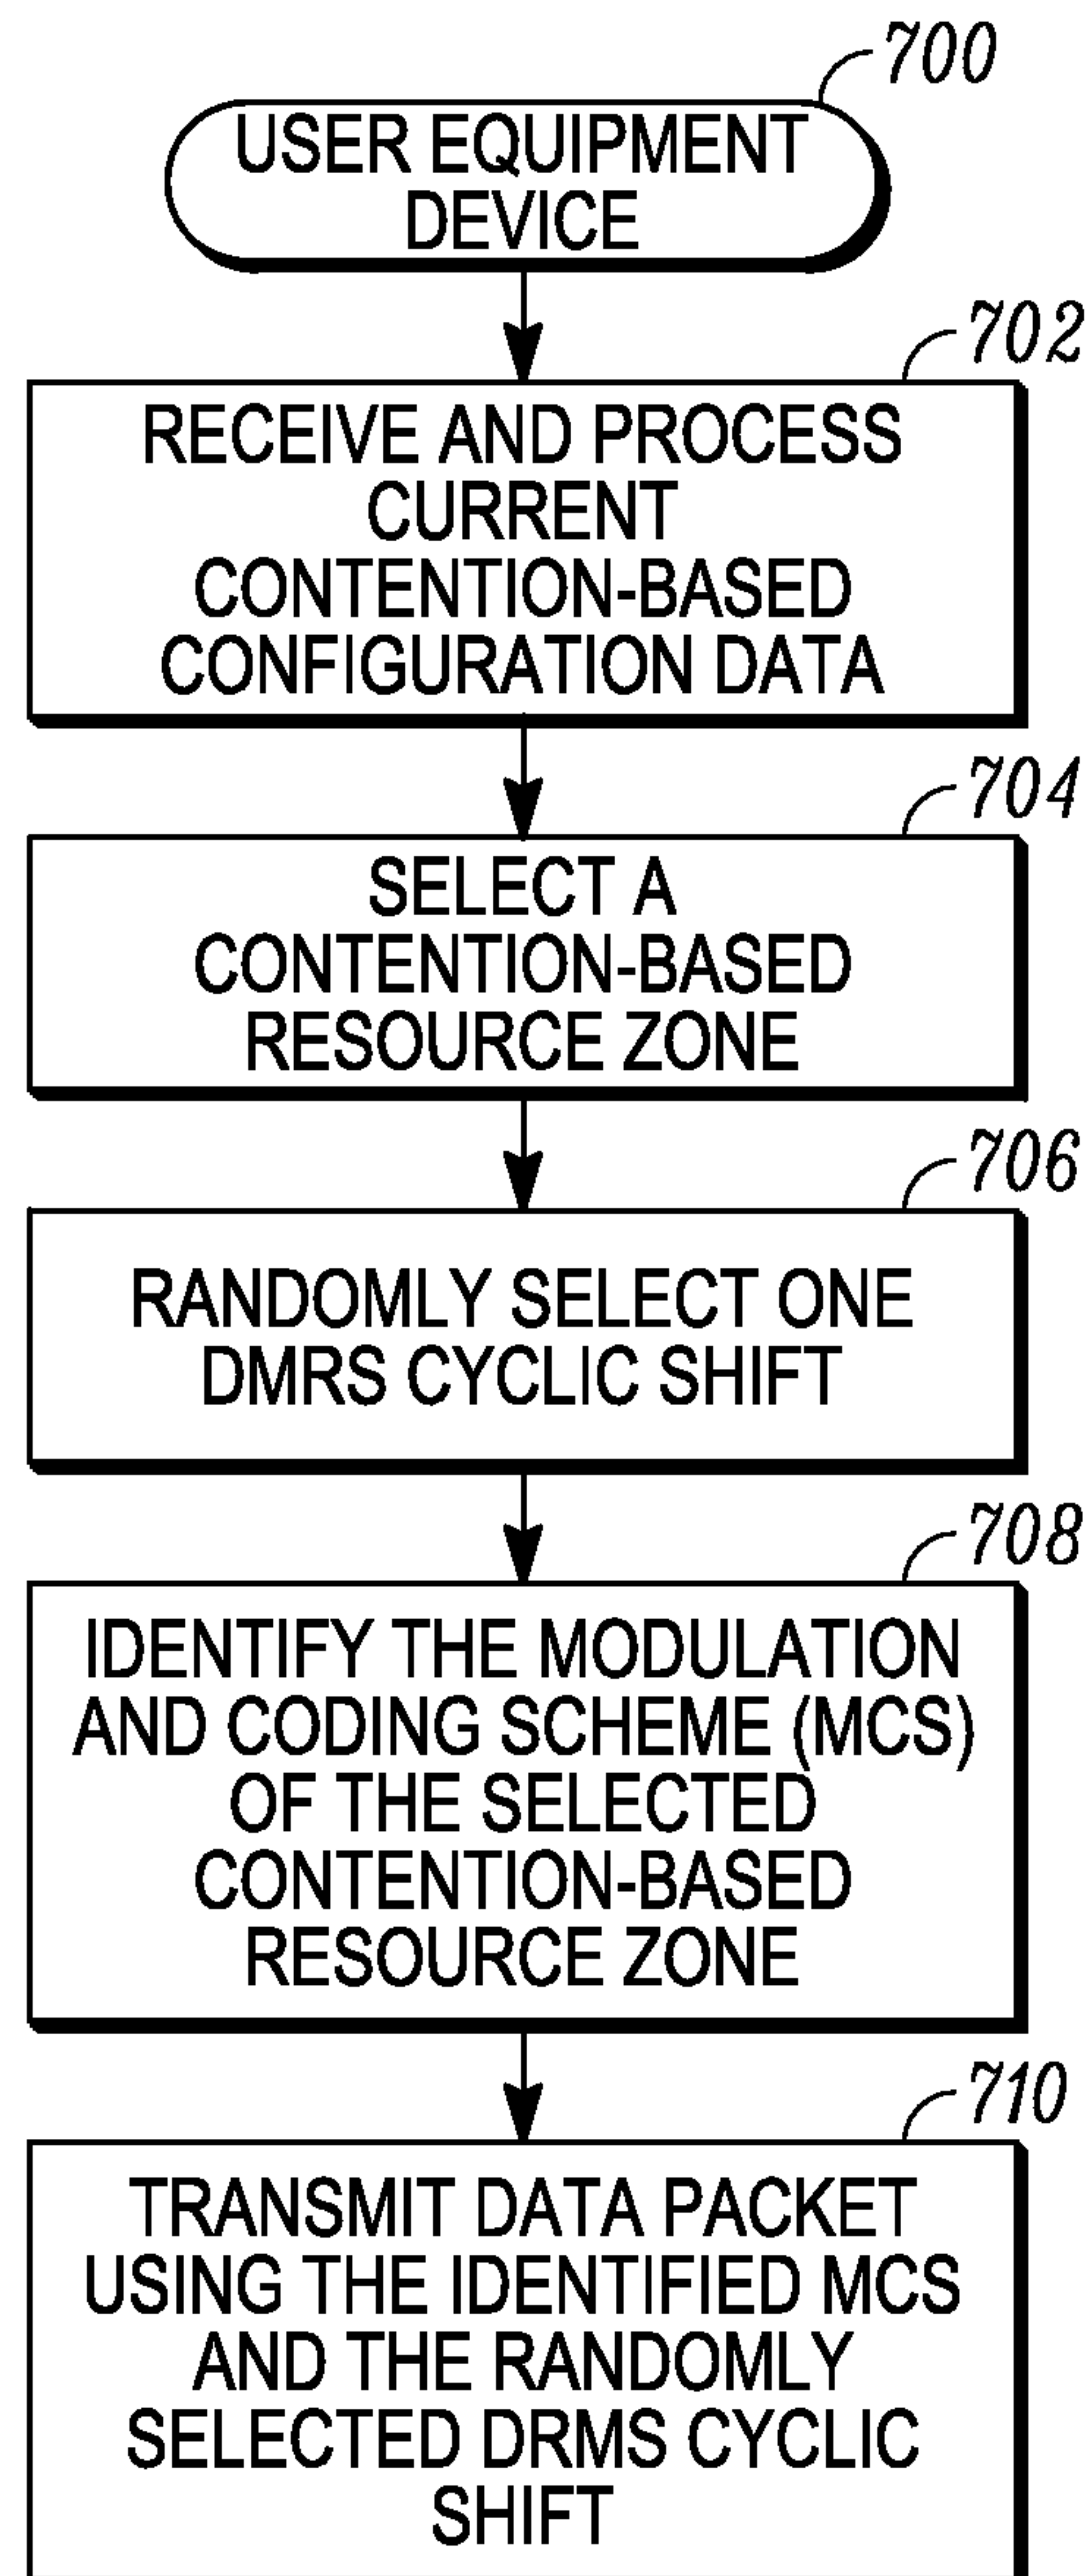 700
USER EQUIPMENT
DEVICE
702
RECEIVE AND PROCESS
CURRENT
CONTENTION-BASED
CONFIGURATION DATA
704
SELECT A
CONTENTION-BASED
RESOURCE ZONE
706
RANDOMLY SELECT ONE
DMRS CYCLIC SHIFT
708
IDENTIFY THE MODULATION
AND CODING SCHEME (MCS)
OF THE SELECTED
CONTENTION-BASED
RESOURCE ZONE
710
TRANSMIT DATA PACKET
USING THE IDENTIFIED MCS
AND THE RANDOMLY
SELECTED DRMS CYCLIC
SHIFT